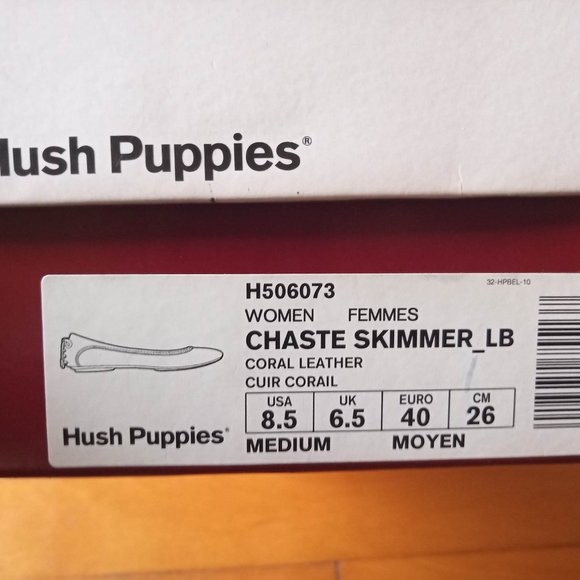 Hush Puppies®
32-HPBEL-10
H506073
WOMEN FEMMES
CHASTE SKIMMER_LB
CORAL LEATHER
CUIR CORAIL
USA UK EURO CM
8.5 6.5 40 26
MEDIUM MOYEN
Hush Puppies®